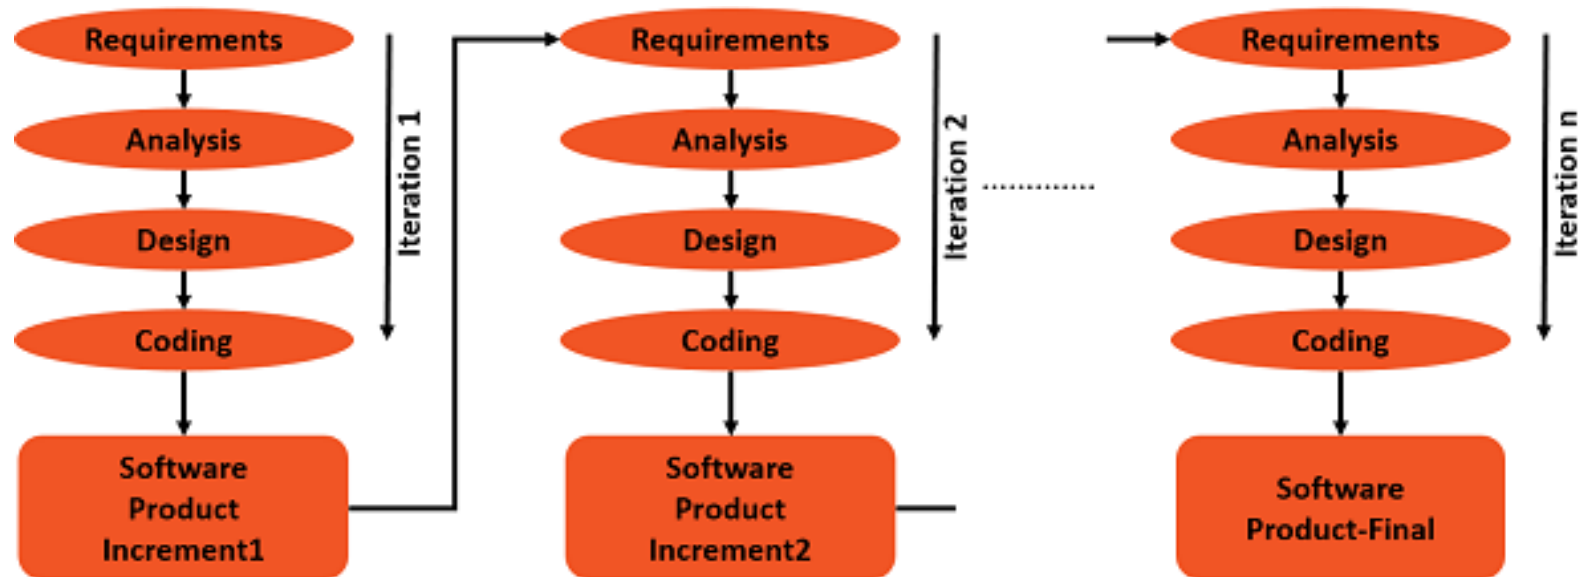 Requirements
Analysis
Design
Coding
Software
Product
Increment1
Iteration 1
Requirements
Analysis
Design
Coding
Software
Product
Increment2
Iteration 2
Requirements
Analysis
Design
Coding
Software
Product-Final
Iteration n